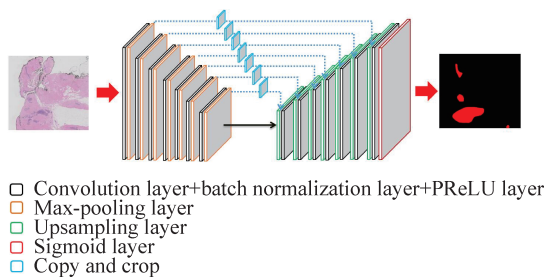 Convolution layer+batch normalization layer+PReLU layer
Max-pooling layer
Upsampling layer
Sigmoid layer
Copy and crop